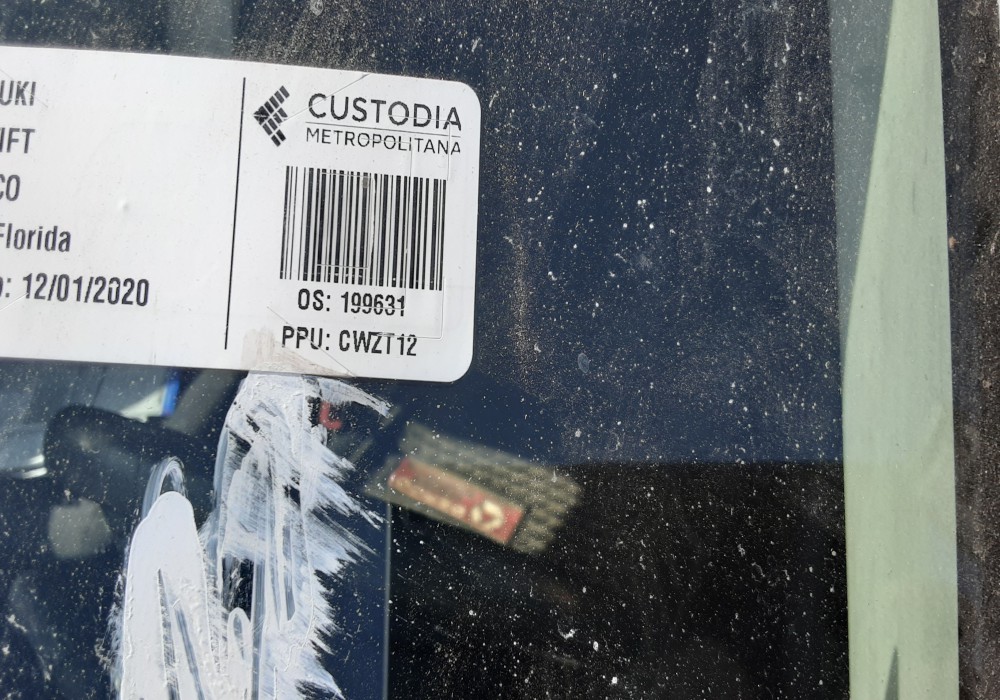 UKI
IFT
CO
Florida
o: 12/01/2020
CUSTODIA
METROPOLITANA
OS: 199631
PPU: CWZT12